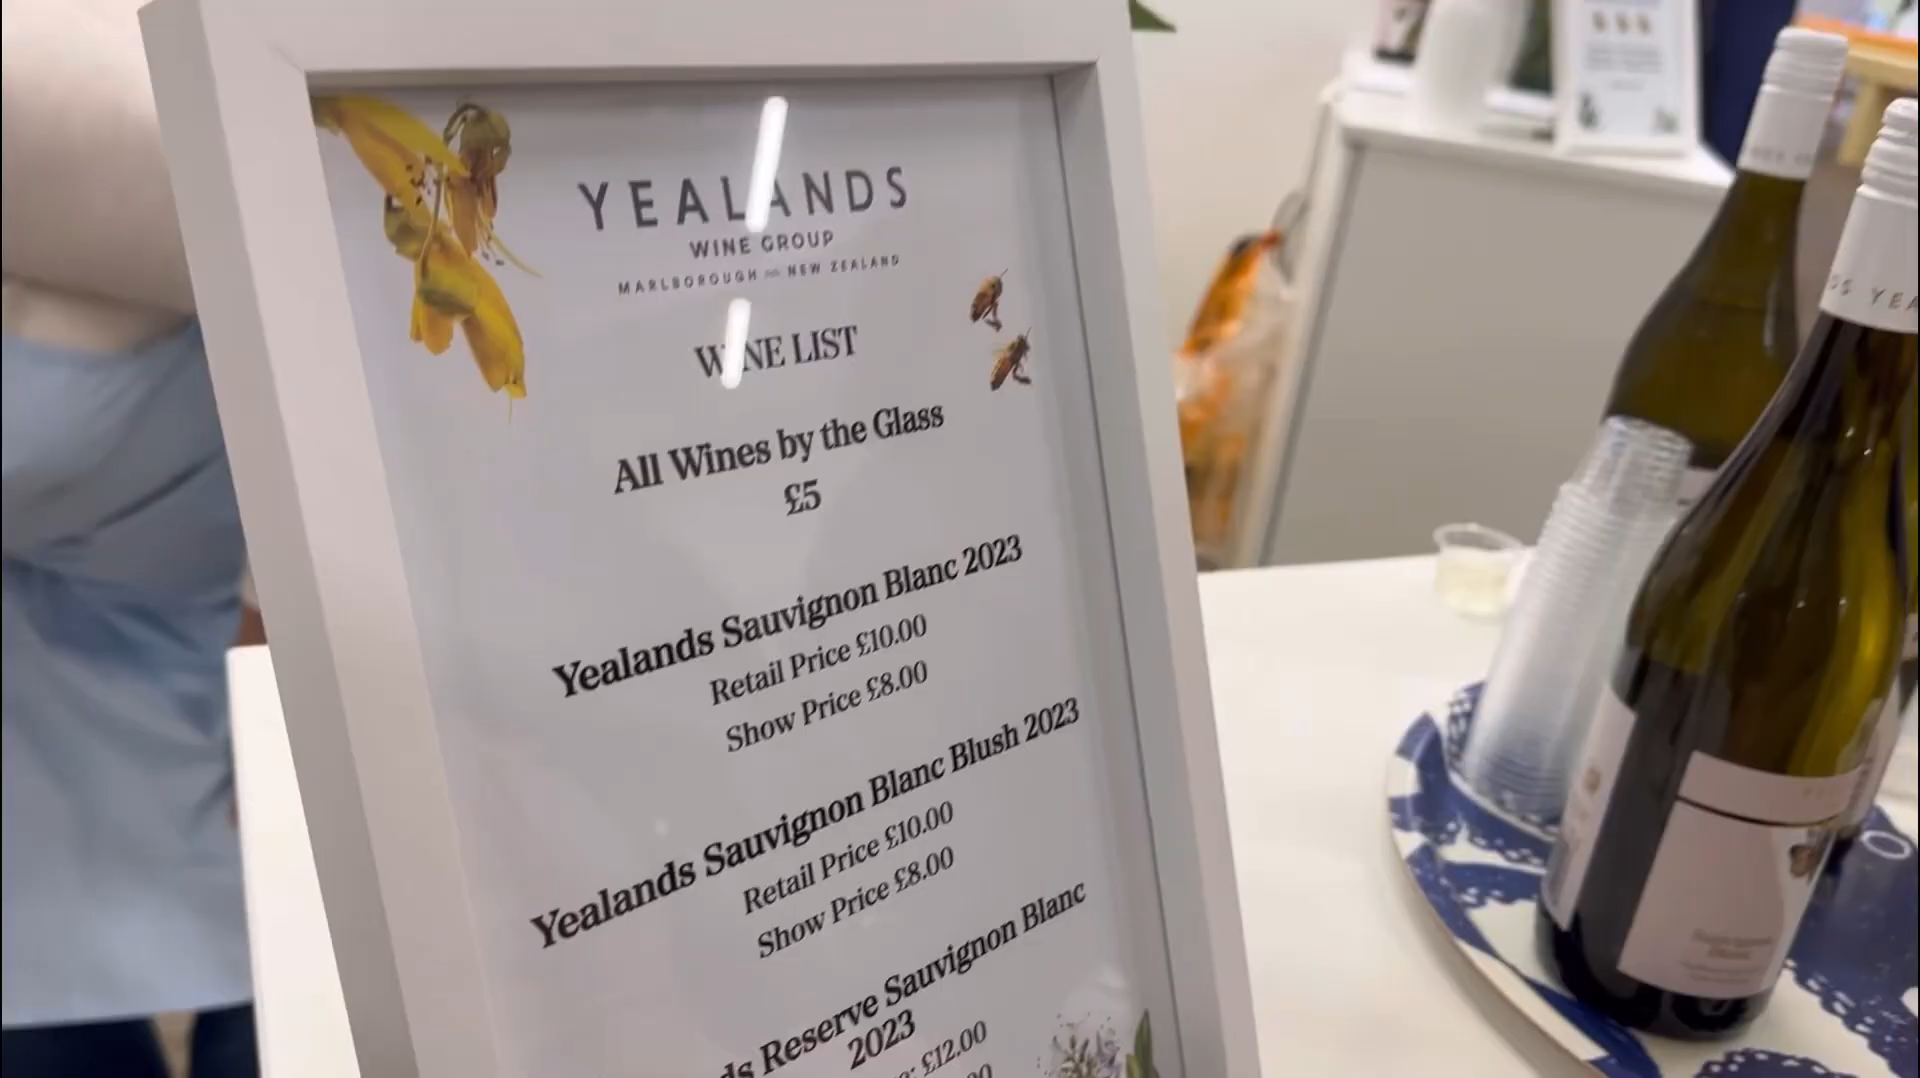 YEALANDS
WINE GROUP
MARLBOROUGH NEW ZEALAND
WINE LIST
All Wines by the Glass
£5
Yealands Sauvignon Blanc 2023
Retail Price £10.00
Show Price £8.00
Yealands Sauvignon Blanc Blush 2023
Retail Price £10.00
Show Price £8.00
ds Reserve Sauvignon Blanc
2023
£12.00
YEA